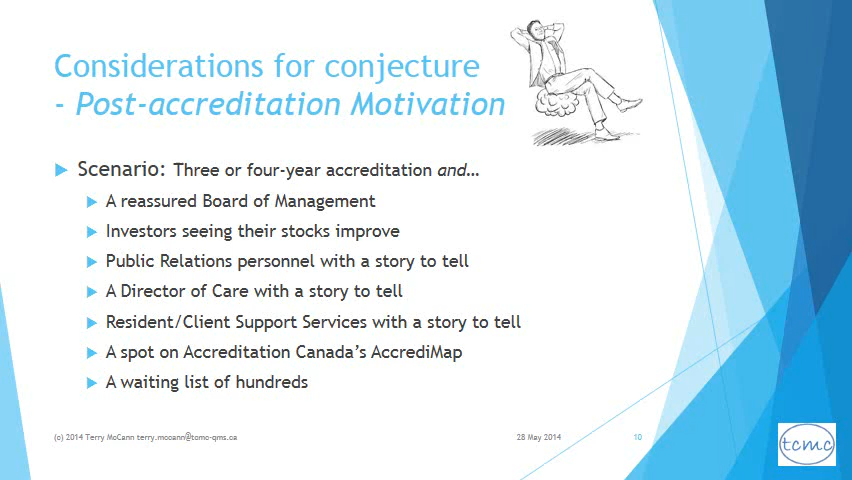 Considerations for conjecture
- Post-accreditation Motivation
Scenario: Three or four-year accreditation and…
A reassured Board of Management
Investors seeing their stocks improve
Public Relations personnel with a story to tell
A Director of Care with a story to tell
Resident/Client Support Services with a story to tell
A spot on Accreditation Canada's AccrediMap
A waiting list of hundreds
(c) 2014 Terry McCann terry.mccann@tcmc-qms.ca
28 May 2014
10
tcmc